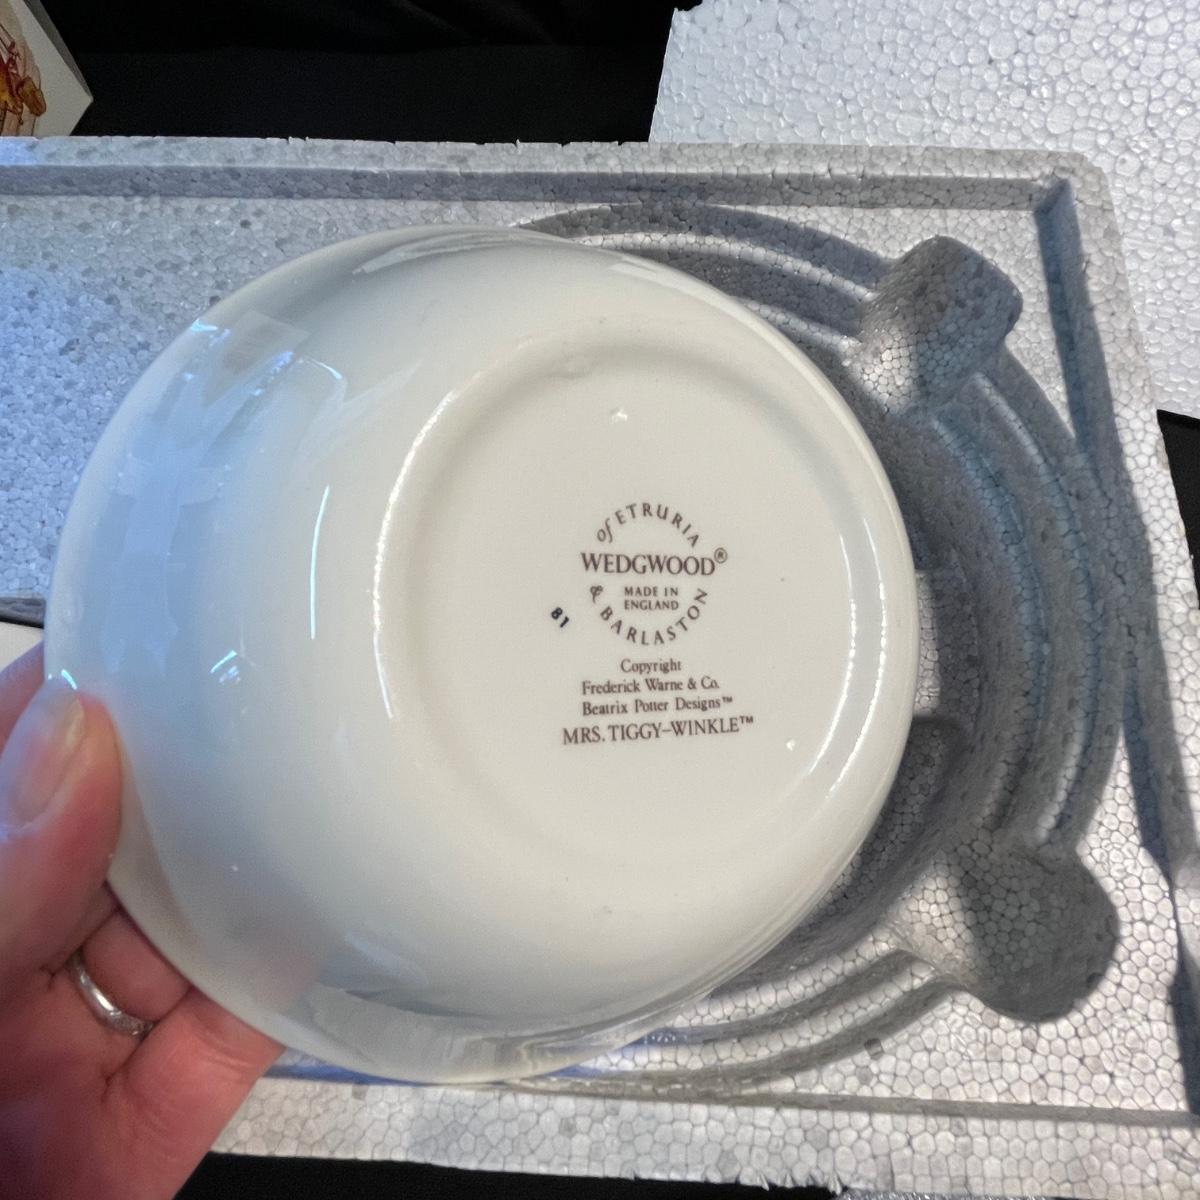 of ETRURIA
WEDGWOOD®
MADE IN
ENGLAND
& BARLASTON
81
Copyright
Frederick Warne & Co.
Beatrix Potter Designs™
MRS. TIGGY–WINKLE™